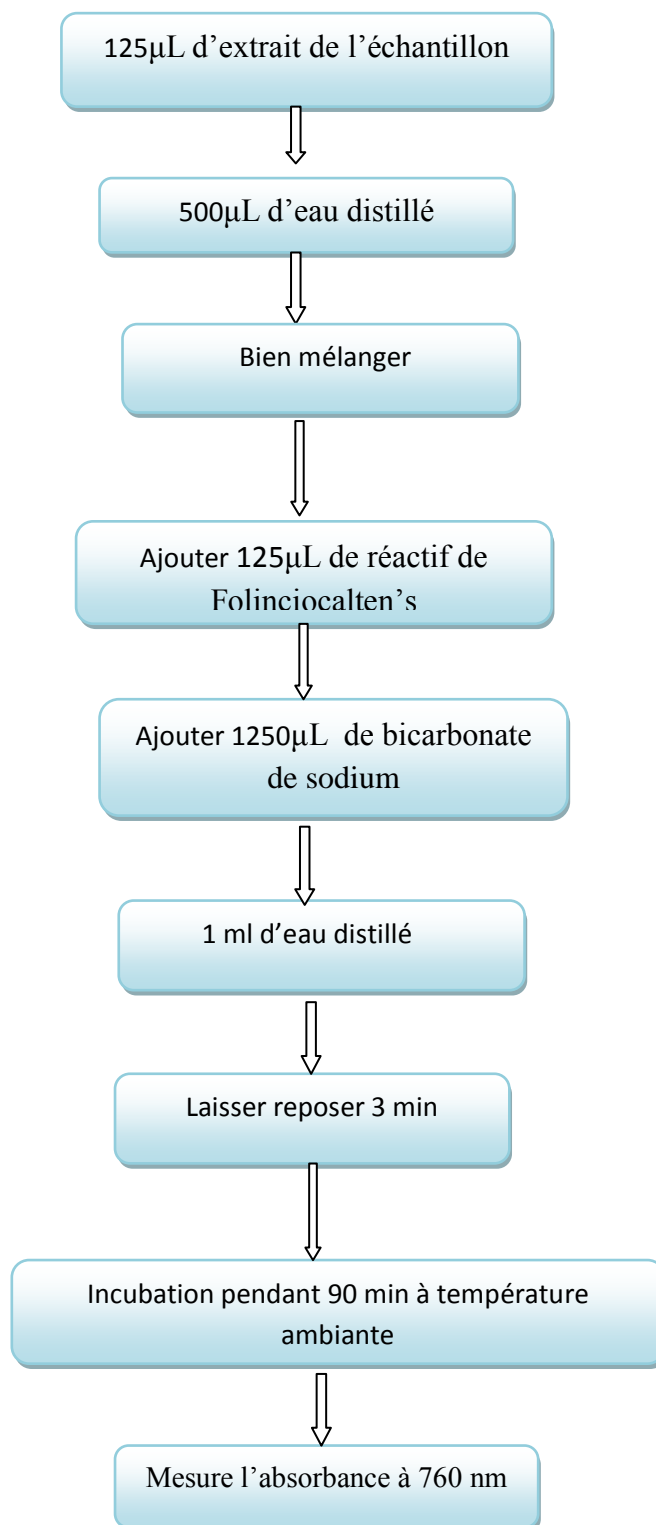 125µL d’extrait de l’échantillon
500µL d’eau distillé
Bien mélanger
Ajouter 125µL de réactif de
Folinciocalten’s
Ajouter 1250µL de bicarbonate
de sodium
1 ml d’eau distillé
Laisser reposer 3 min
Incubation pendant 90 min à température
ambiante
Mesure l’absorbance à 760 nm